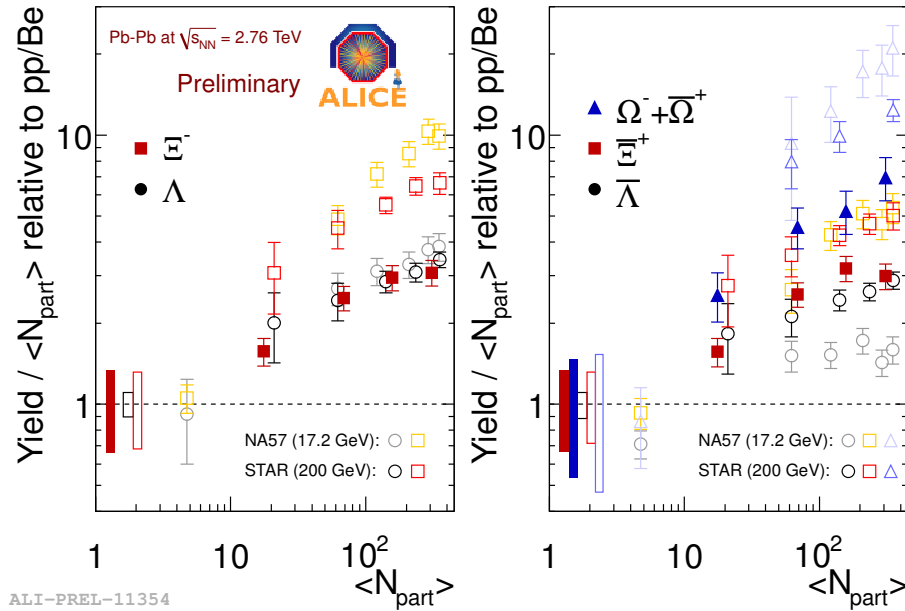 Pb-Pb at √sNN = 2.76 TeV
Preliminary
ALICE
Ξ-
Λ
NA57 (17.2 GeV):
STAR (200 GeV):
Yield / <Npart> relative to pp/Be
10
1
1
10
10²
<Npart>
Ω-+Ω̅+
Ξ̅+
Λ̅
NA57 (17.2 GeV):
STAR (200 GeV):
Yield / <Npart> relative to pp/Be
10
1
1
10
10²
<Npart>
ALI-PREL-11354